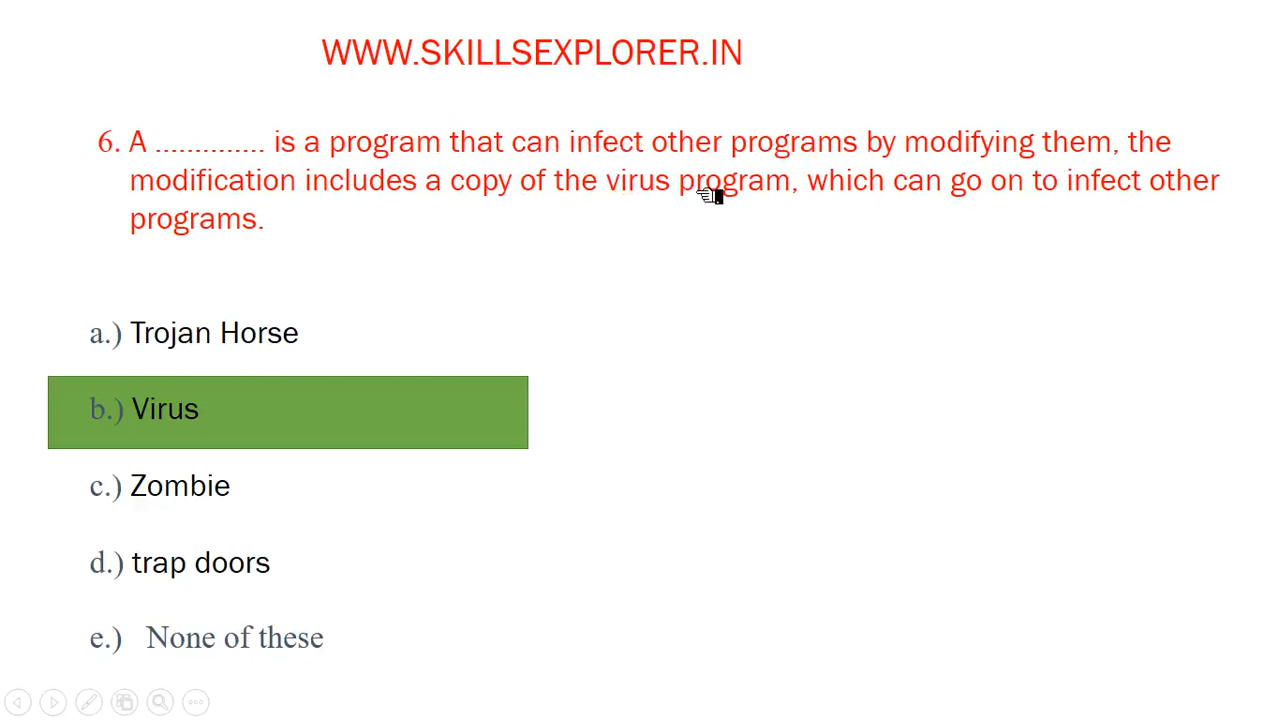 WWW.SKILLSEXPLORER.IN
6. A .............. is a program that can infect other programs by modifying them, the
modification includes a copy of the virus program, which can go on to infect other
programs.
a.) Trojan Horse
b.) Virus
c.) Zombie
d.) trap doors
e.) None of these